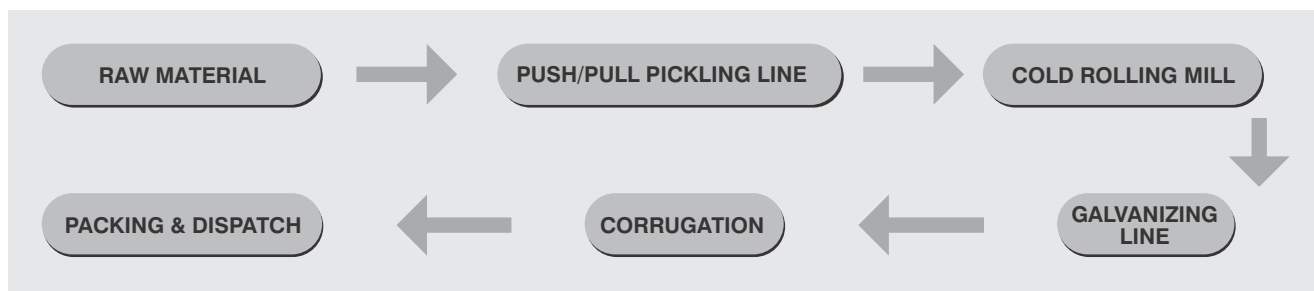 RAW MATERIAL
PUSH/PULL PICKLING LINE
COLD ROLLING MILL
GALVANIZING
LINE
CORRUGATION
PACKING & DISPATCH